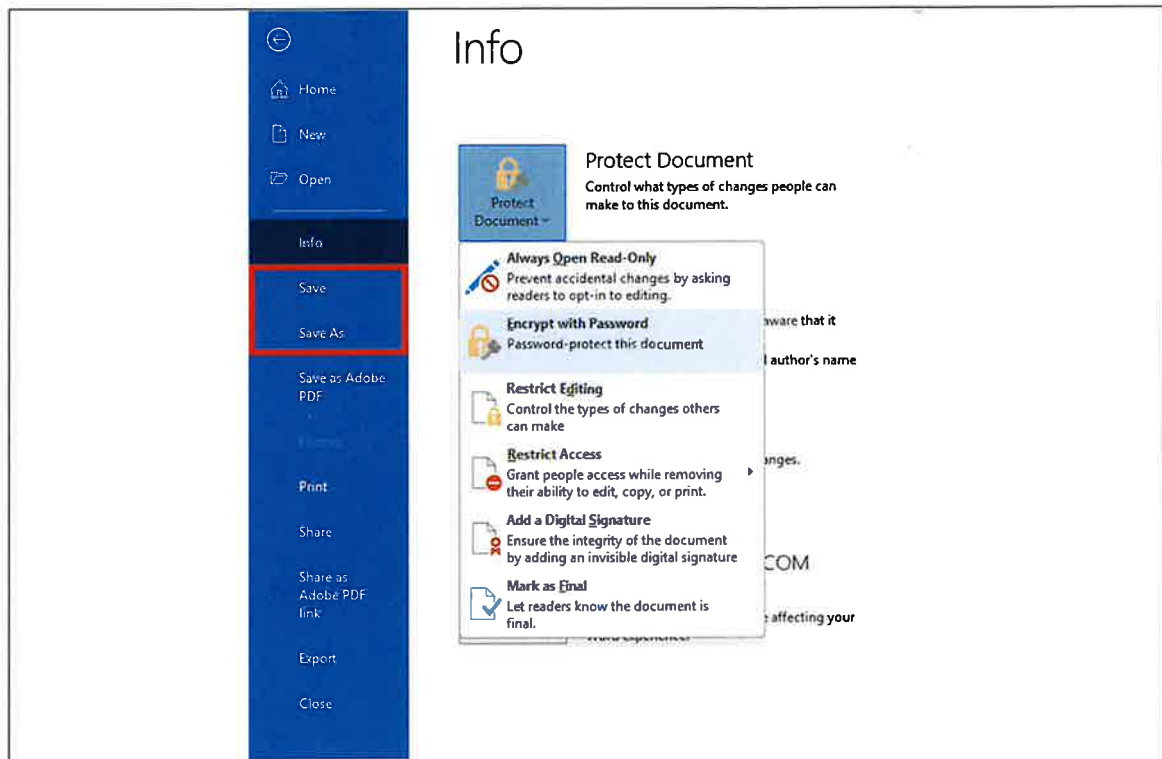 Info
Home
New
Open
Info
Save
Save As
Save as Adobe
PDF
Print
Share
Share as
Adobe PDF
link
Export
Close
Protect
Document
Protect Document
Control what types of changes people can
make to this document.
Always Open Read-Only
Prevent accidental changes by asking
readers to opt-in to editing.
Encrypt with Password
Password-protect this document
Restrict Editing
Control the types of changes others
can make
Restrict Access
Grant people access while removing
their ability to edit, copy, or print.
Add a Digital Signature
Ensure the integrity of the document
by adding an invisible digital signature
Mark as Final
Let readers know the document is
final.
that it
author's name
COM
affecting your